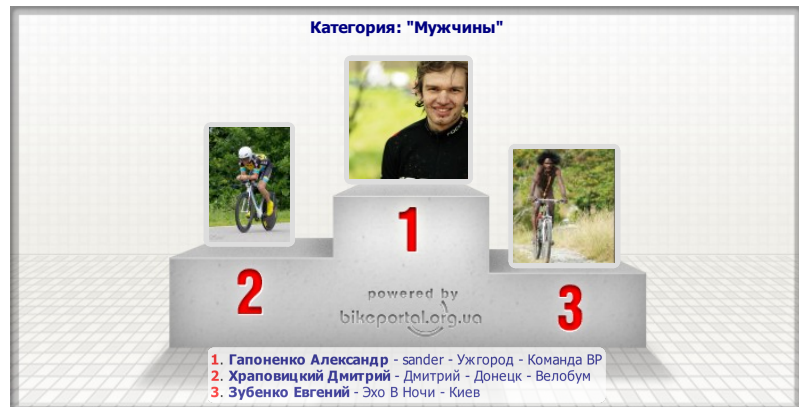 Категория: "Мужчины"
1
2
3
powered by
bikeportal.org.ua
1. Гапоненко Александр - sander - Ужгород - Команда ВР
2. Храповицкий Дмитрий - Дмитрий - Донецк - Велобум
3. Зубенко Евгений - Эхо В Ночи - Киев